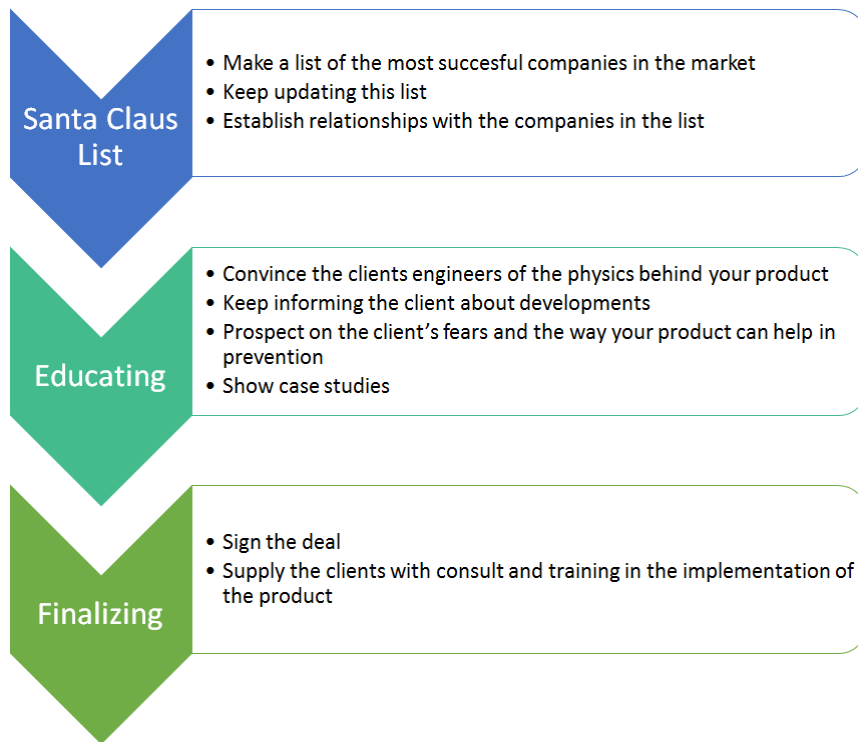 Santa Claus
List
• Make a list of the most succesful companies in the market
• Keep updating this list
• Establish relationships with the companies in the list
Educating
• Convince the clients engineers of the physics behind your product
• Keep informing the client about developments
• Prospect on the client's fears and the way your product can help in
prevention
• Show case studies
Finalizing
• Sign the deal
• Supply the clients with consult and training in the implementation of
the product